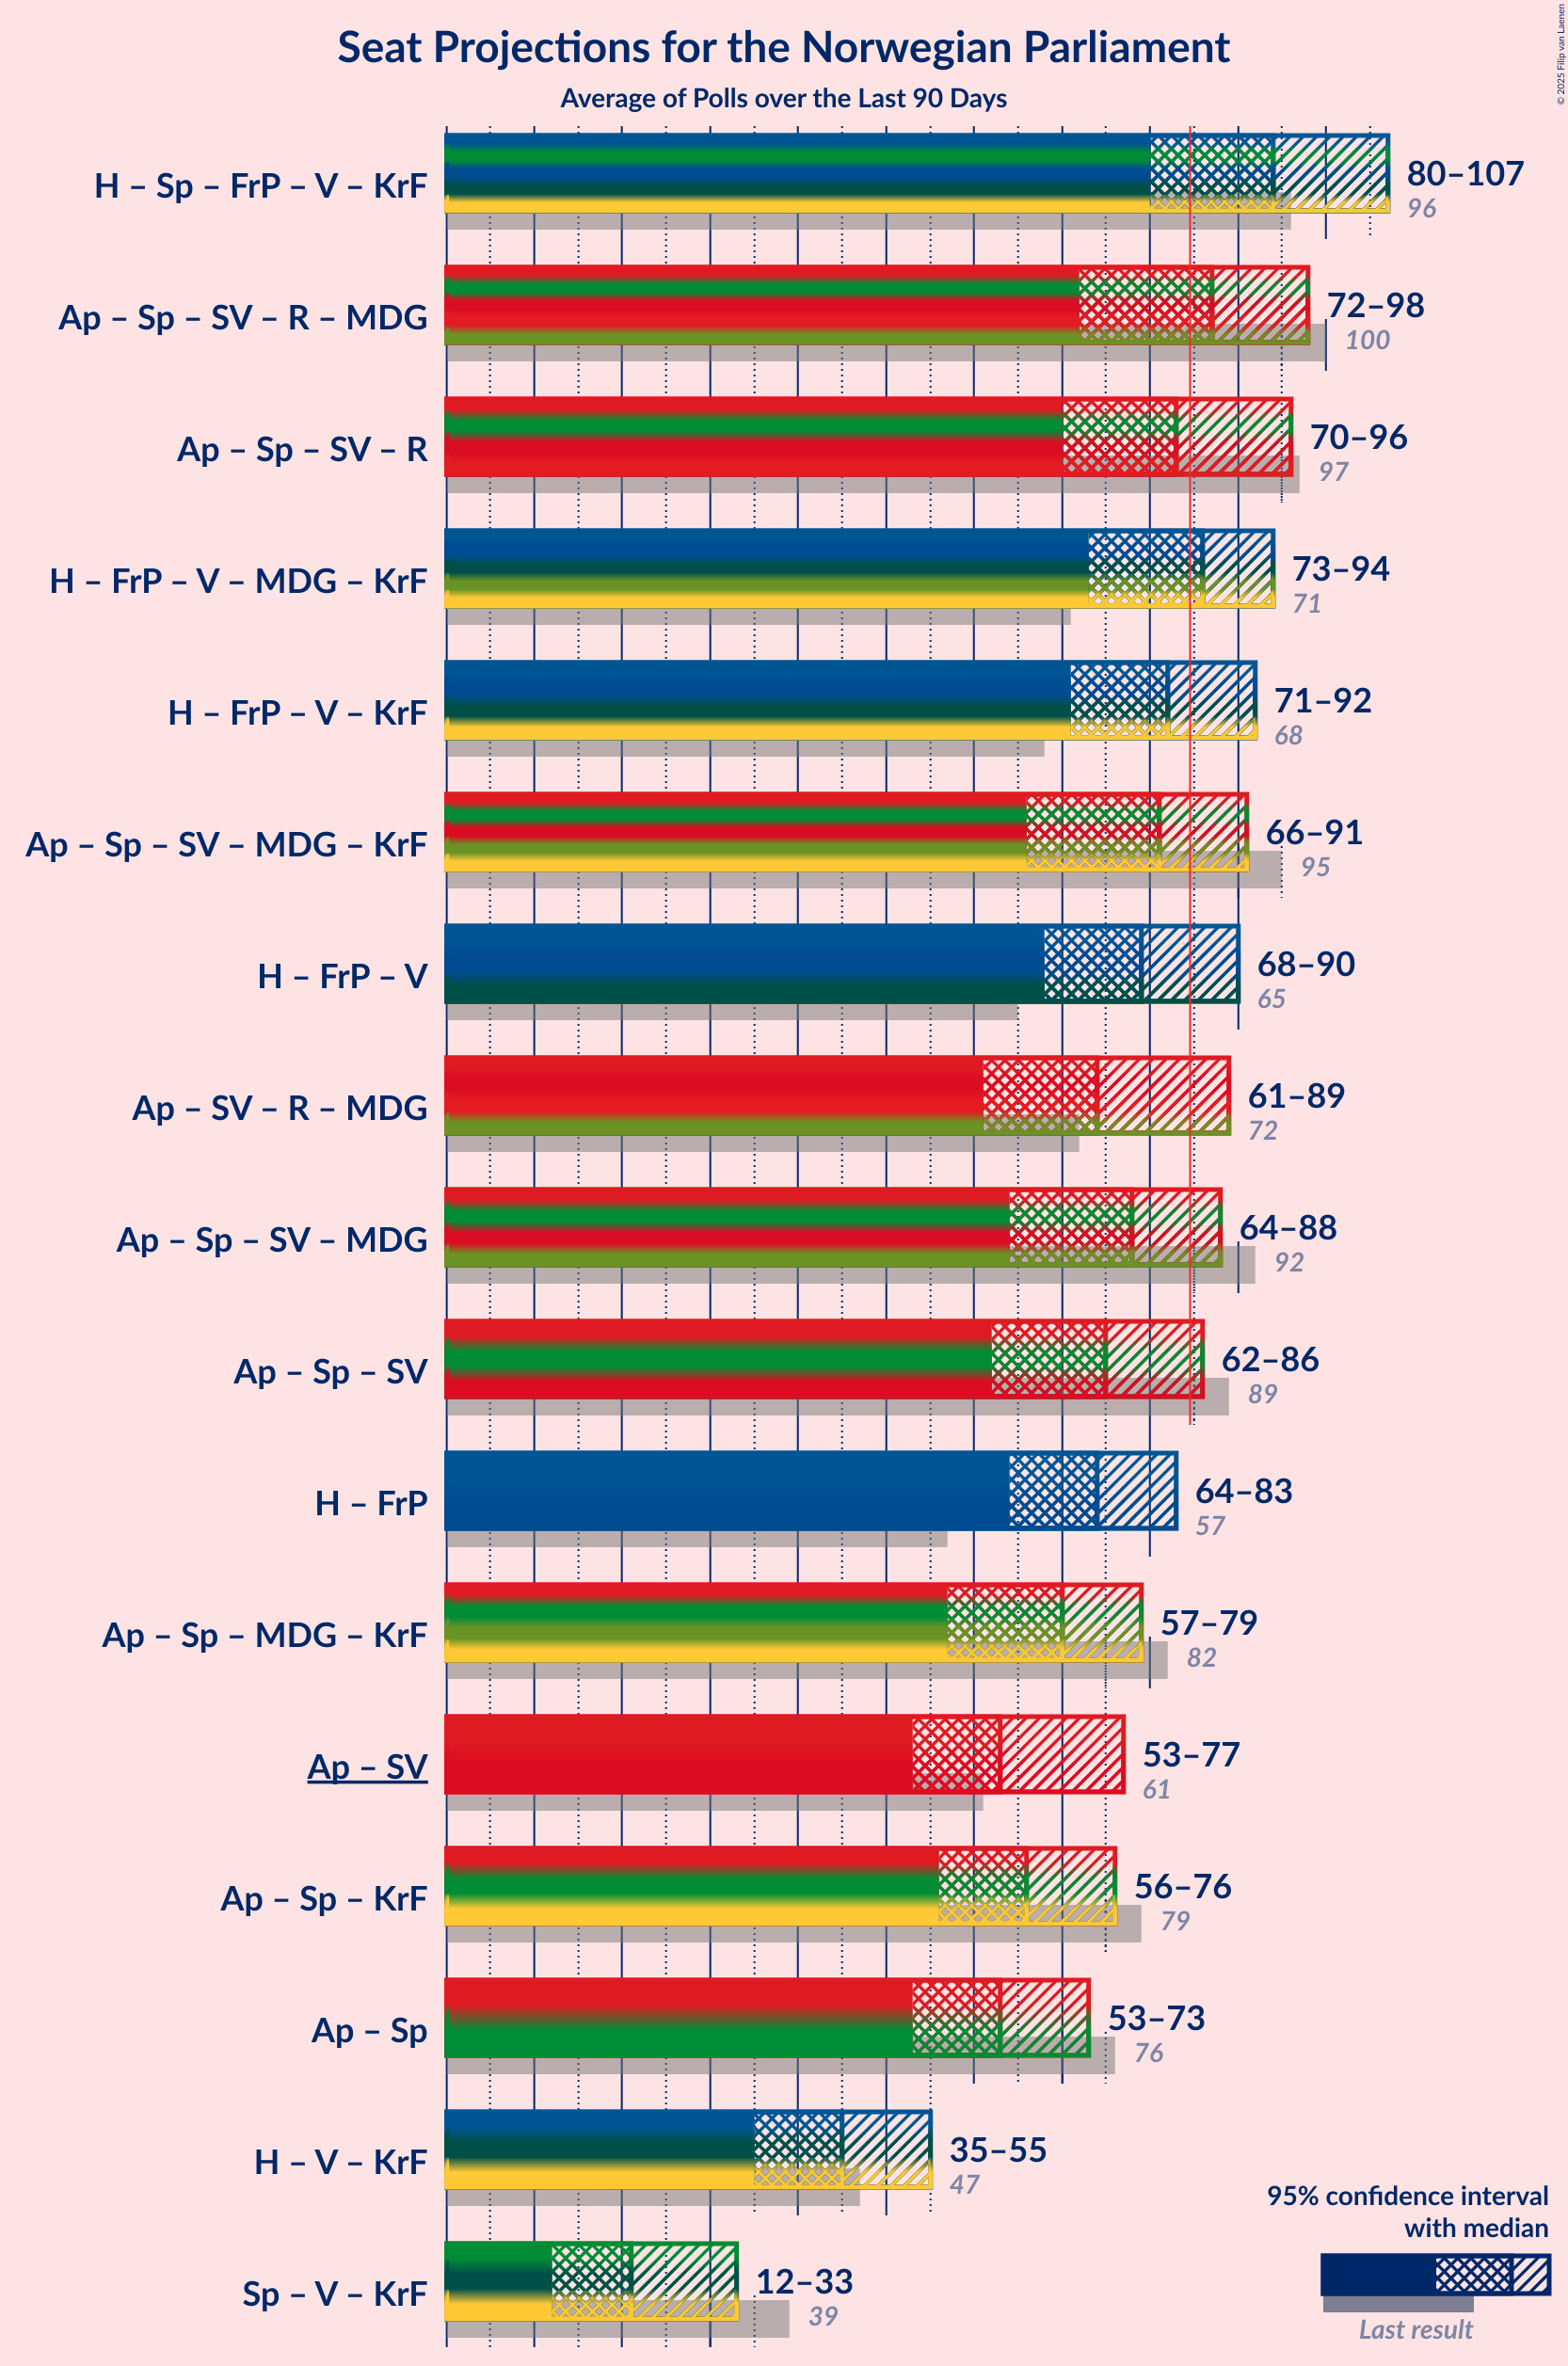 Seat Projections for the Norwegian Parliament
Average of Polls over the Last 90 Days
© 2025 Filip van Laenen
H – Sp – FrP – V – KrF
80–107
96
Ap – Sp – SV – R – MDG
72–98
100
Ap – Sp – SV – R
70–96
97
H – FrP – V – MDG – KrF
73–94
71
H – FrP – V – KrF
71–92
68
Ap – Sp – SV – MDG – KrF
66–91
95
H – FrP – V
68–90
65
Ap – SV – R – MDG
61–89
72
Ap – Sp – SV – MDG
64–88
92
Ap – Sp – SV
62–86
89
H – FrP
64–83
57
Ap – Sp – MDG – KrF
57–79
82
Ap – SV
53–77
61
Ap – Sp – KrF
56–76
79
Ap – Sp
53–73
76
H – V – KrF
35–55
47
Sp – V – KrF
12–33
39
95% confidence interval
with median
Last result